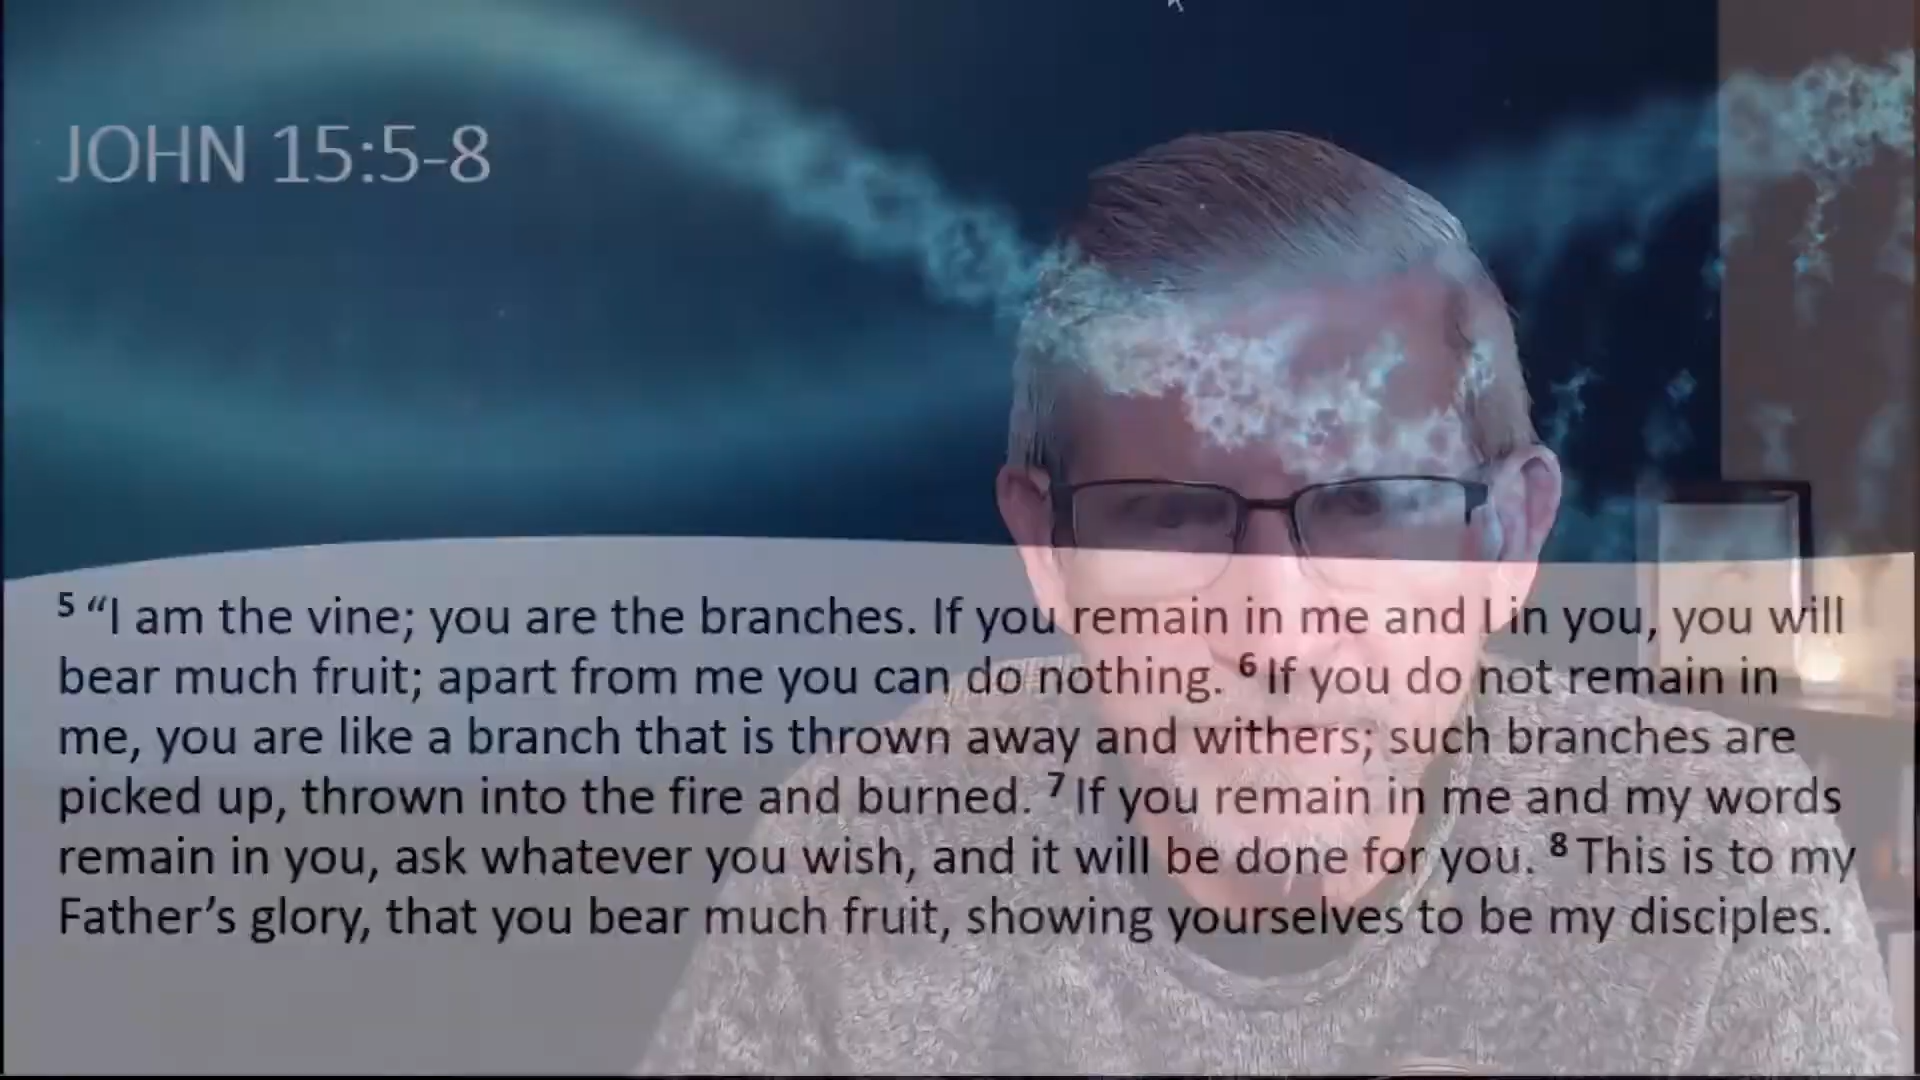 JOHN 15:5-8
5 “I am the vine; you are the branches. If you remain in me and I in you, you will
bear much fruit; apart from me you can do nothing. 6 If you do not remain in
me, you are like a branch that is thrown away and withers; such branches are
picked up, thrown into the fire and burned. 7 If you remain in me and my words
remain in you, ask whatever you wish, and it will be done for you. 8 This is to my
Father’s glory, that you bear much fruit, showing yourselves to be my disciples.